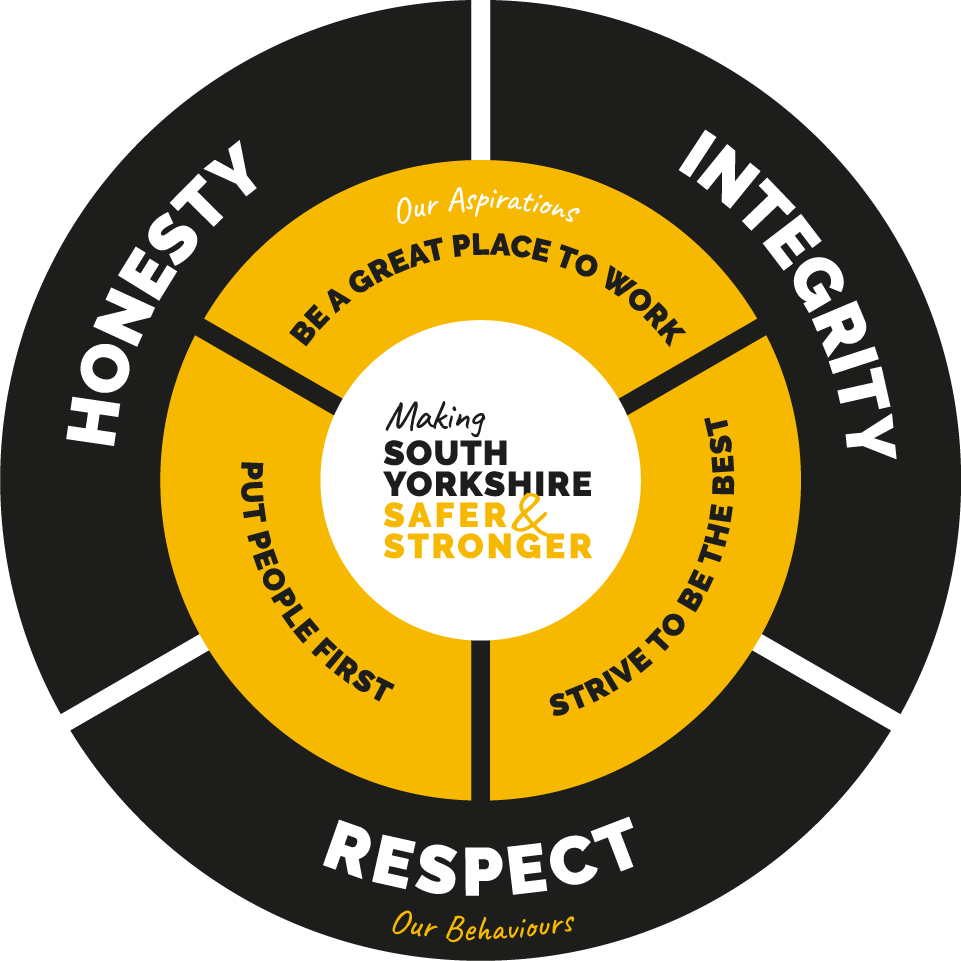 HONESTY
INTEGRITY
Our Aspirations
BE A GREAT PLACE TO WORK
Making
SOUTH
YORKSHIRE
SAFER &
STRONGER
PUT PEOPLE FIRST
STRIVE TO BE THE BEST
RESPECT
Our Behaviours